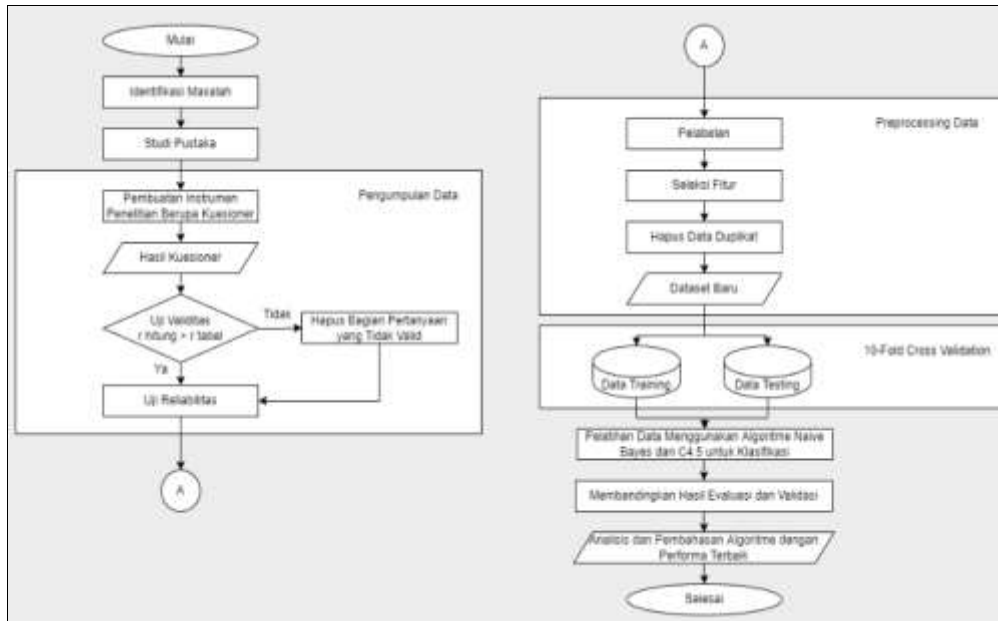 Mulai
Identifikasi Masalah
Studi Pustaka
Pengumpulan Data
Pembuatan Instrumen
Penelitian Berupa Kuesioner
Hasil Kuesioner
Uji Validitas
r hitung > r tabel
Tidak
Hapus Bagian Pertanyaan
yang Tidak Valid
Ya
Uji Reliabilitas
A
A
Preprocessing Data
Pelabelan
Seleksi Fitur
Hapus Data Duplikat
Dataset Baru
10-Fold Cross Validation
Data Training
Data Testing
Pelatihan Data Menggunakan Algoritme Naive
Bayes dan C4.5 untuk Klasifikasi
Membandingkan Hasil Evaluasi dan Validasi
Analisis dan Pembahasan Algoritme dengan
Performa Terbaik
Selesai